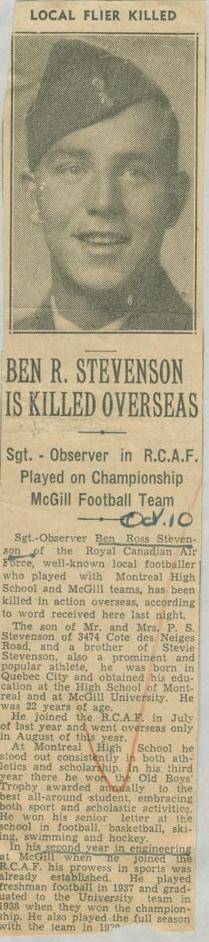 LOCAL FLIER KILLED
BEN R. STEVENSON
IS KILLED OVERSEAS
Sgt. - Observer in R.C.A.F.
Played on Championship
McGill Football Team
Oct. 10
Sgt.-Observer Ben Ross Steven-
son of the Royal Canadian Air
Force, well-known local footballer
who played with Montreal High
School and McGill teams, has been
killed in action overseas, according
to word received here last night.
The son of Mr. and Mrs. P. S.
Stevenson of 3474 Cote des Neiges
Road, and a brother of Stevie
Stevenson, also a prominent and
popular athlete, he was born in
Quebec City and obtained his edu-
cation at the High School of Mont-
real and at McGill University. He
was 22 years of age.
He joined the R.C.A.F. in July
of last year and went overseas only
in August of this year.
At Montreal High School he
stood out consistently in both ath-
letics and scholarship. In his third
year there he won the Old Boys'
Trophy awarded annually to the
best all-around student, embracing
both sport and scholastic activities.
He won his senior letter at the
school in football, basketball, ski-
ing, swimming and hockey.
In his second year in engineering
at McGill when he joined the
R.C.A.F. his prowess in sports was
already established. He played
freshman football in 1937 and grad-
uated to the University team in
1938 when they won the champion-
ship. He also played the full season
with the team in